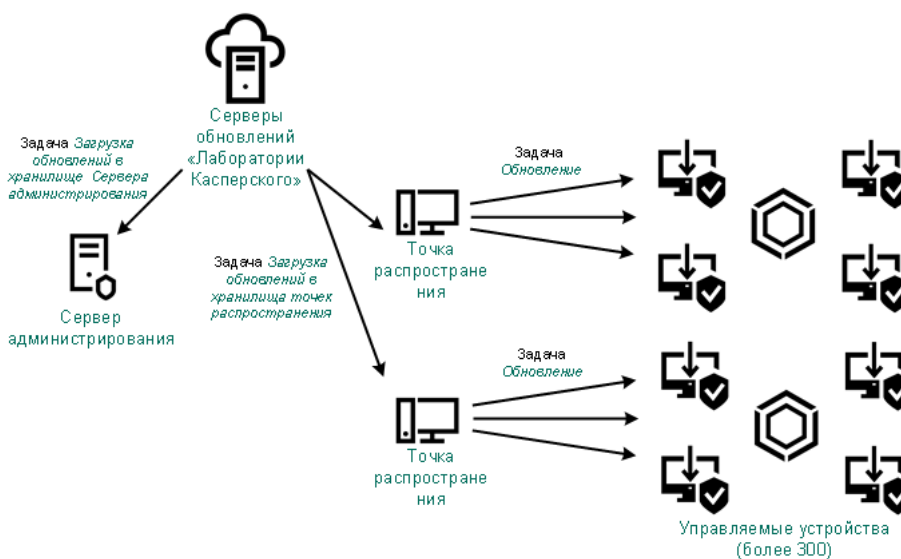 Серверы
обновлений
«Лаборатории
Касперского»
Задача Загрузка
обновлений в
хранилище Сервера
администрирования
Задача
Обновление
Точка
распростране
ния
Задача Загрузка
обновлений в
хранилища точек
распространения
Сервер
администрирования
Задача
Обновление
Точка
распростране
ния
Управляемые устройства
(более 300)